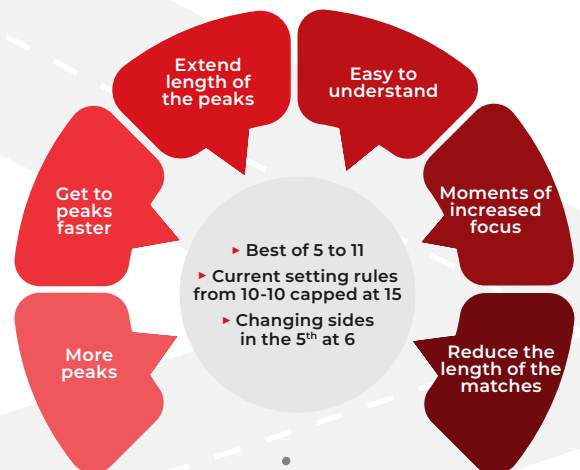 Extend
length of
the peaks
Easy to
understand
Get to
peaks
faster
Moments of
increased
focus
▸ Best of 5 to 11
▸ Current setting rules
from 10-10 capped at 15
▸ Changing sides
in the 5th at 6
More
peaks
Reduce the
length of the
matches